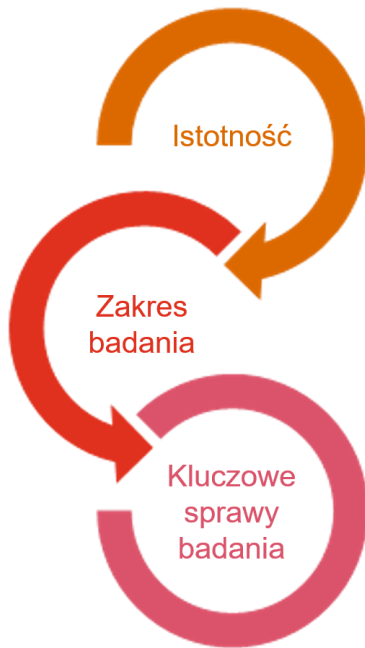 Istotność
Zakres
badania
Kluczowe
sprawy
badania